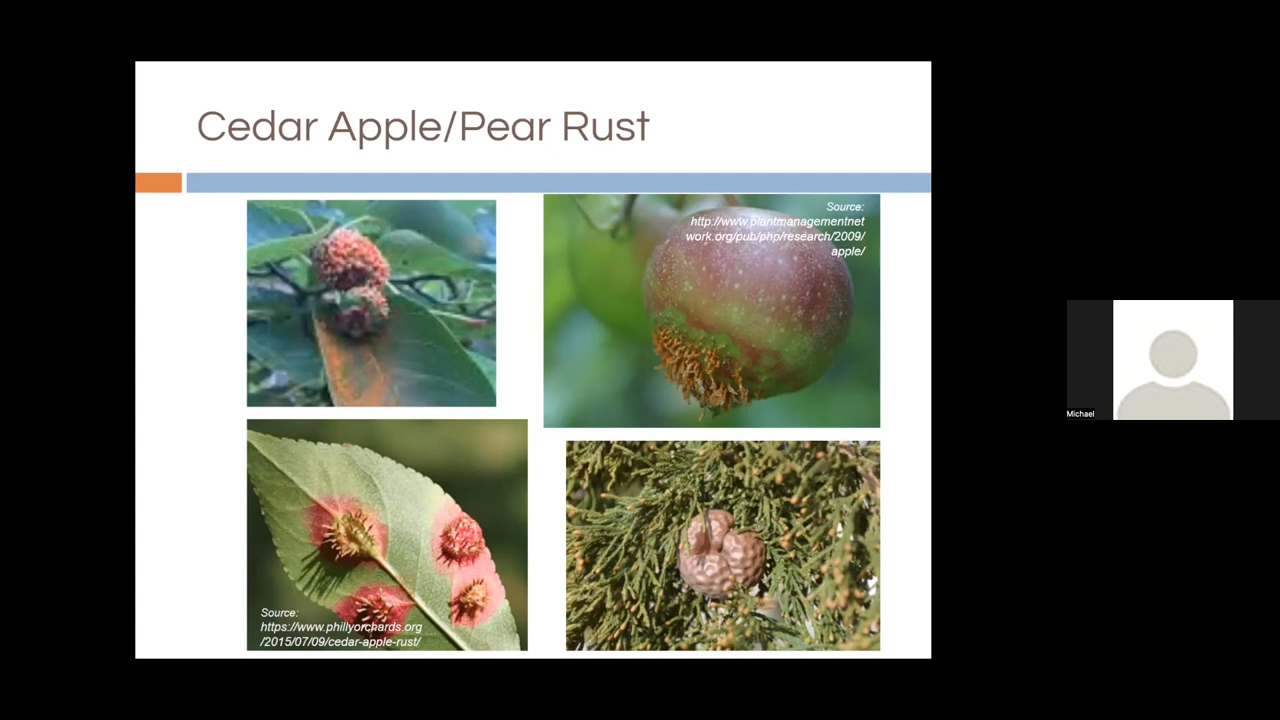 Cedar Apple/Pear Rust
Source:
http://www.plantmanagementnet
work.org/pub/php/research/2009/
apple/
Source:
https://www.phillyorchards.org
/2015/07/09/cedar-apple-rust/
Michael